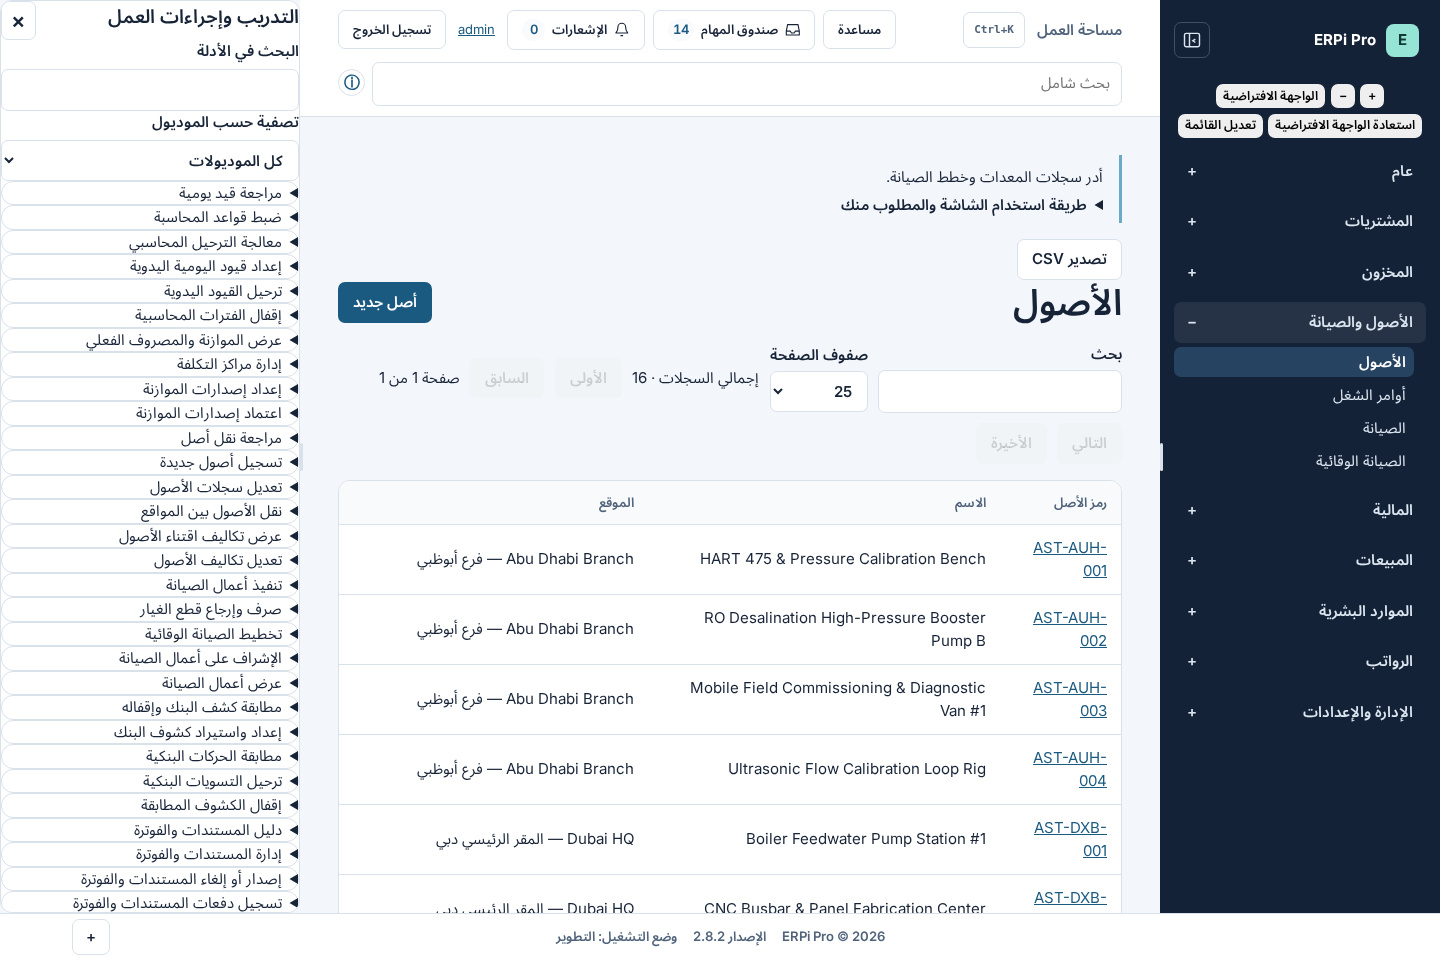 E
ERPi Pro
+
−
الواجهة الافتراضية
استعادة الواجهة الافتراضية
تعديل القائمة
عام
+
المشتريات
+
المخزون
+
الأصول والصيانة
−
الأصول
أوامر الشغل
الصيانة
الصيانة الوقائية
المالية
+
المبيعات
+
الموارد البشرية
+
الرواتب
+
الإدارة والإعدادات
+
مساحة العمل
Ctrl+K
مساعدة
صندوق المهام 14
الإشعارات 0
admin
تسجيل الخروج
بحث شامل
أدر سجلات المعدات وخطط الصيانة.
طريقة استخدام الشاشة والمطلوب منك
تصدير CSV
الأصول
أصل جديد
بحث
صفوف الصفحة
25
إجمالي السجلات · 16
الأولى
السابق
صفحة 1 من 1
التالي
الأخيرة
رمز الأصل
الاسم
الموقع
AST-AUH-
001
HART 475 & Pressure Calibration Bench
Abu Dhabi Branch — فرع أبوظبي
AST-AUH-
002
RO Desalination High-Pressure Booster
Pump B
Abu Dhabi Branch — فرع أبوظبي
AST-AUH-
003
Mobile Field Commissioning & Diagnostic
Van #1
Abu Dhabi Branch — فرع أبوظبي
AST-AUH-
004
Ultrasonic Flow Calibration Loop Rig
Abu Dhabi Branch — فرع أبوظبي
AST-DXB-
001
Boiler Feedwater Pump Station #1
Dubai HQ — المقر الرئيسي دبي
AST-DXB-
CNC Busbar & Panel Fabrication Center
Dubai HQ — المقر الرئيسي دبي
التدريب وإجراءات العمل
×
البحث في الأدلة
تصفية حسب الموديول
كل الموديولات
مراجعة قيد يومية
ضبط قواعد المحاسبة
معالجة الترحيل المحاسبي
إعداد قيود اليومية اليدوية
ترحيل القيود اليدوية
إقفال الفترات المحاسبية
عرض الموازنة والمصروف الفعلي
إدارة مراكز التكلفة
إعداد إصدارات الموازنة
اعتماد إصدارات الموازنة
مراجعة نقل أصل
تسجيل أصول جديدة
تعديل سجلات الأصول
نقل الأصول بين المواقع
عرض تكاليف اقتناء الأصول
تعديل تكاليف الأصول
تنفيذ أعمال الصيانة
صرف وإرجاع قطع الغيار
تخطيط الصيانة الوقائية
الإشراف على أعمال الصيانة
عرض أعمال الصيانة
مطابقة كشف البنك وإقفاله
إعداد واستيراد كشوف البنك
مطابقة الحركات البنكية
ترحيل التسويات البنكية
إقفال الكشوف المطابقة
دليل المستندات والفوترة
إدارة المستندات والفوترة
إصدار أو إلغاء المستندات والفوترة
تسجيل دفعات المستندات والفوترة
ERPi Pro © 2026
الإصدار 2.8.2
وضع التشغيل: التطوير
+